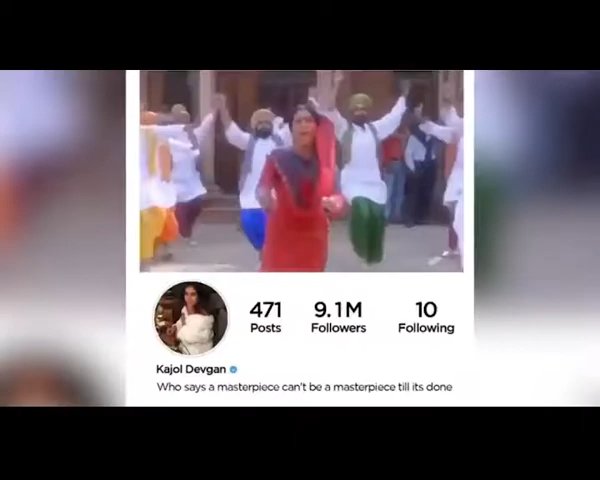 471 9.1M 10
Posts Followers Following
Kajol Devgan
Who says a masterpiece can't be a masterpiece till its done